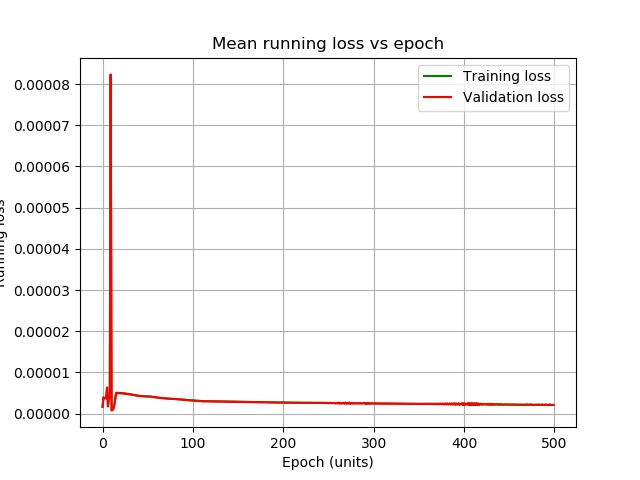 Mean running loss vs epoch
Training loss
Validation loss
0.00008
0.00007
0.00006
0.00005
0.00004
0.00003
0.00002
0.00001
0.00000
Running loss
0 100 200 300 400 500
Epoch (units)